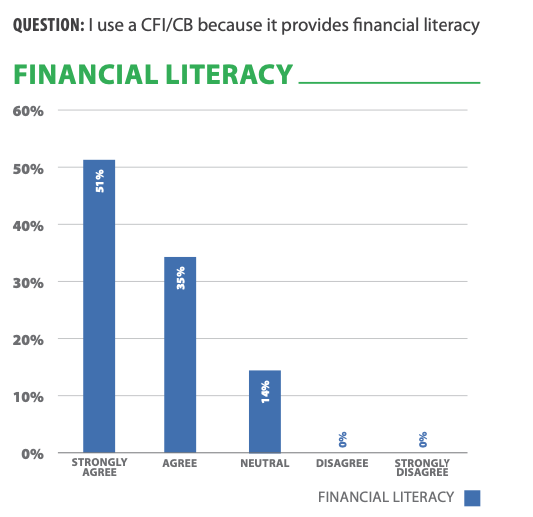 QUESTION: I use a CFI/CB because it provides financial literacy
FINANCIAL LITERACY
60%
50%
40%
30%
20%
10%
0%
51%
35%
14%
0%
0%
STRONGLY
AGREE
AGREE
NEUTRAL
DISAGREE
STRONGLY
DISAGREE
FINANCIAL LITERACY